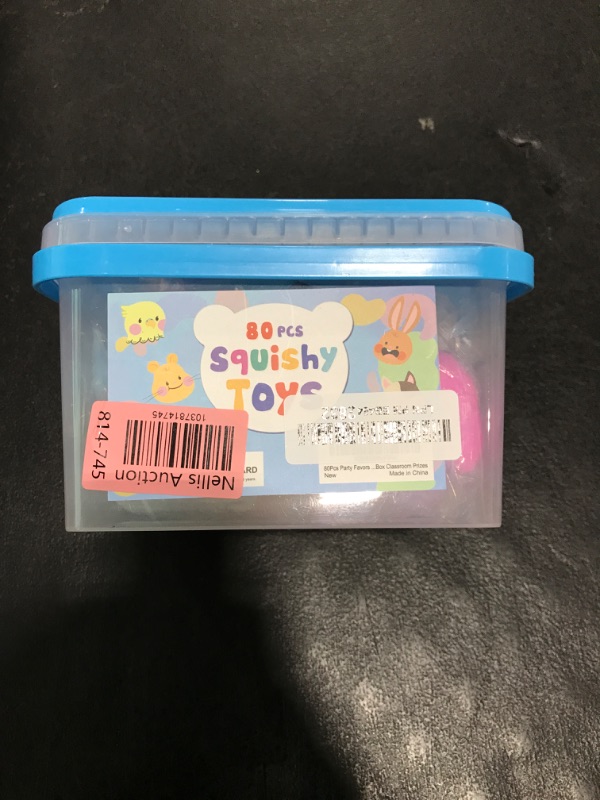 80 PCS
squishy
TOYS
Nellis Auction
1037814745
814-745
ARD
80Pcs Party Favors ...Box Classroom Prizes
New
Made in China